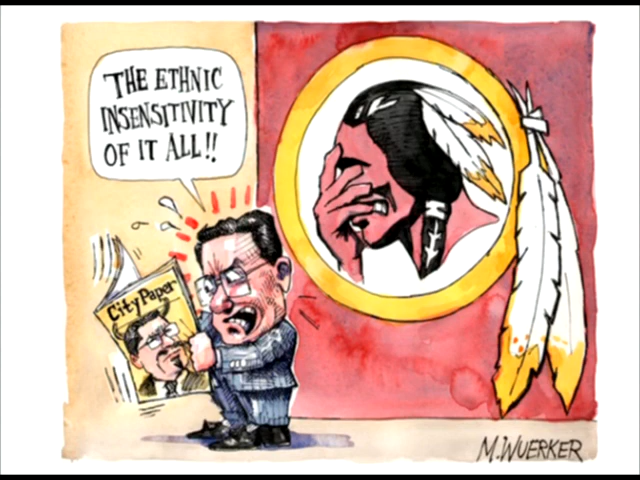 THE ETHNIC
INSENSITIVITY
OF IT ALL!!
City Paper
M.WUERKER